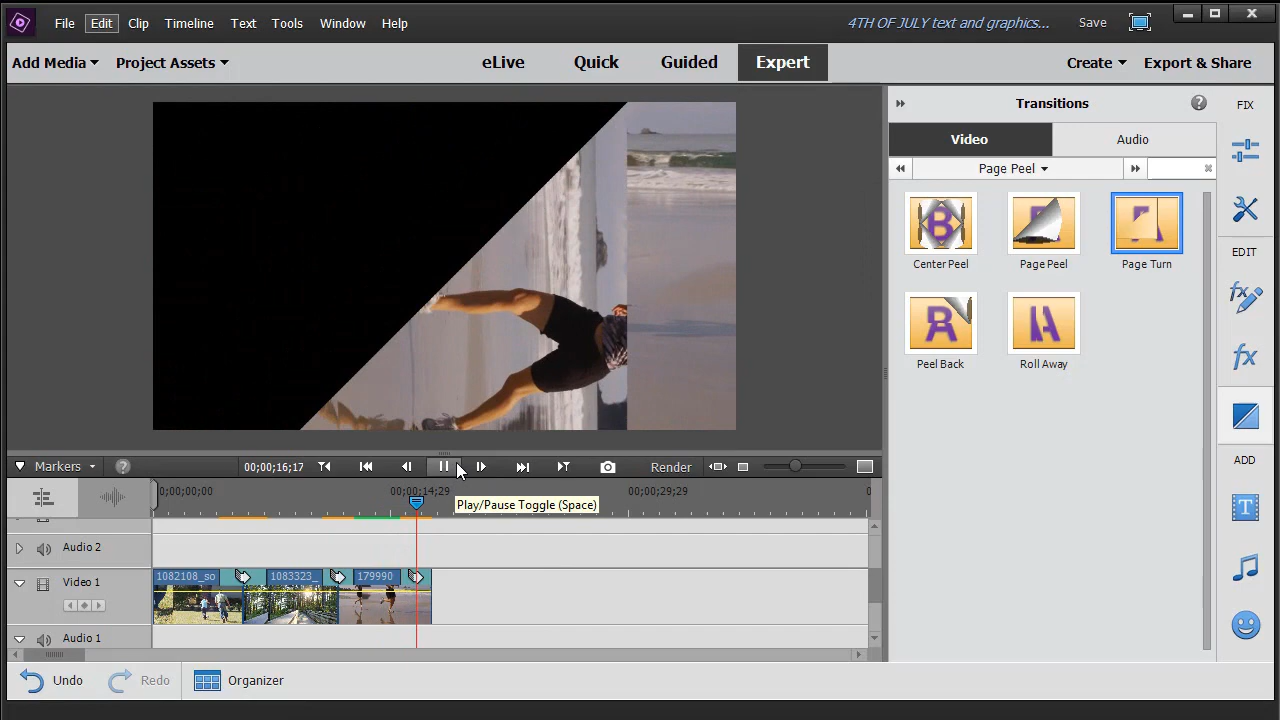 File Edit Clip Timeline Text Tools Window Help
4TH OF JULY text and graphics... Save
Add Media Project Assets
eLive Quick Guided Expert
Create Export & Share
Transitions
Video Audio
Page Peel
Center Peel Page Peel Page Turn
Peel Back Roll Away
FIX
EDIT
ADD
Markers 00;00;16;17 Render
0;00;00;00 00;00;14;29 00;00;29;29 0
Play/Pause Toggle (Space)
Audio 2
Video 1
1082108_so 1083323_ 179990
Audio 1
Undo Redo Organizer